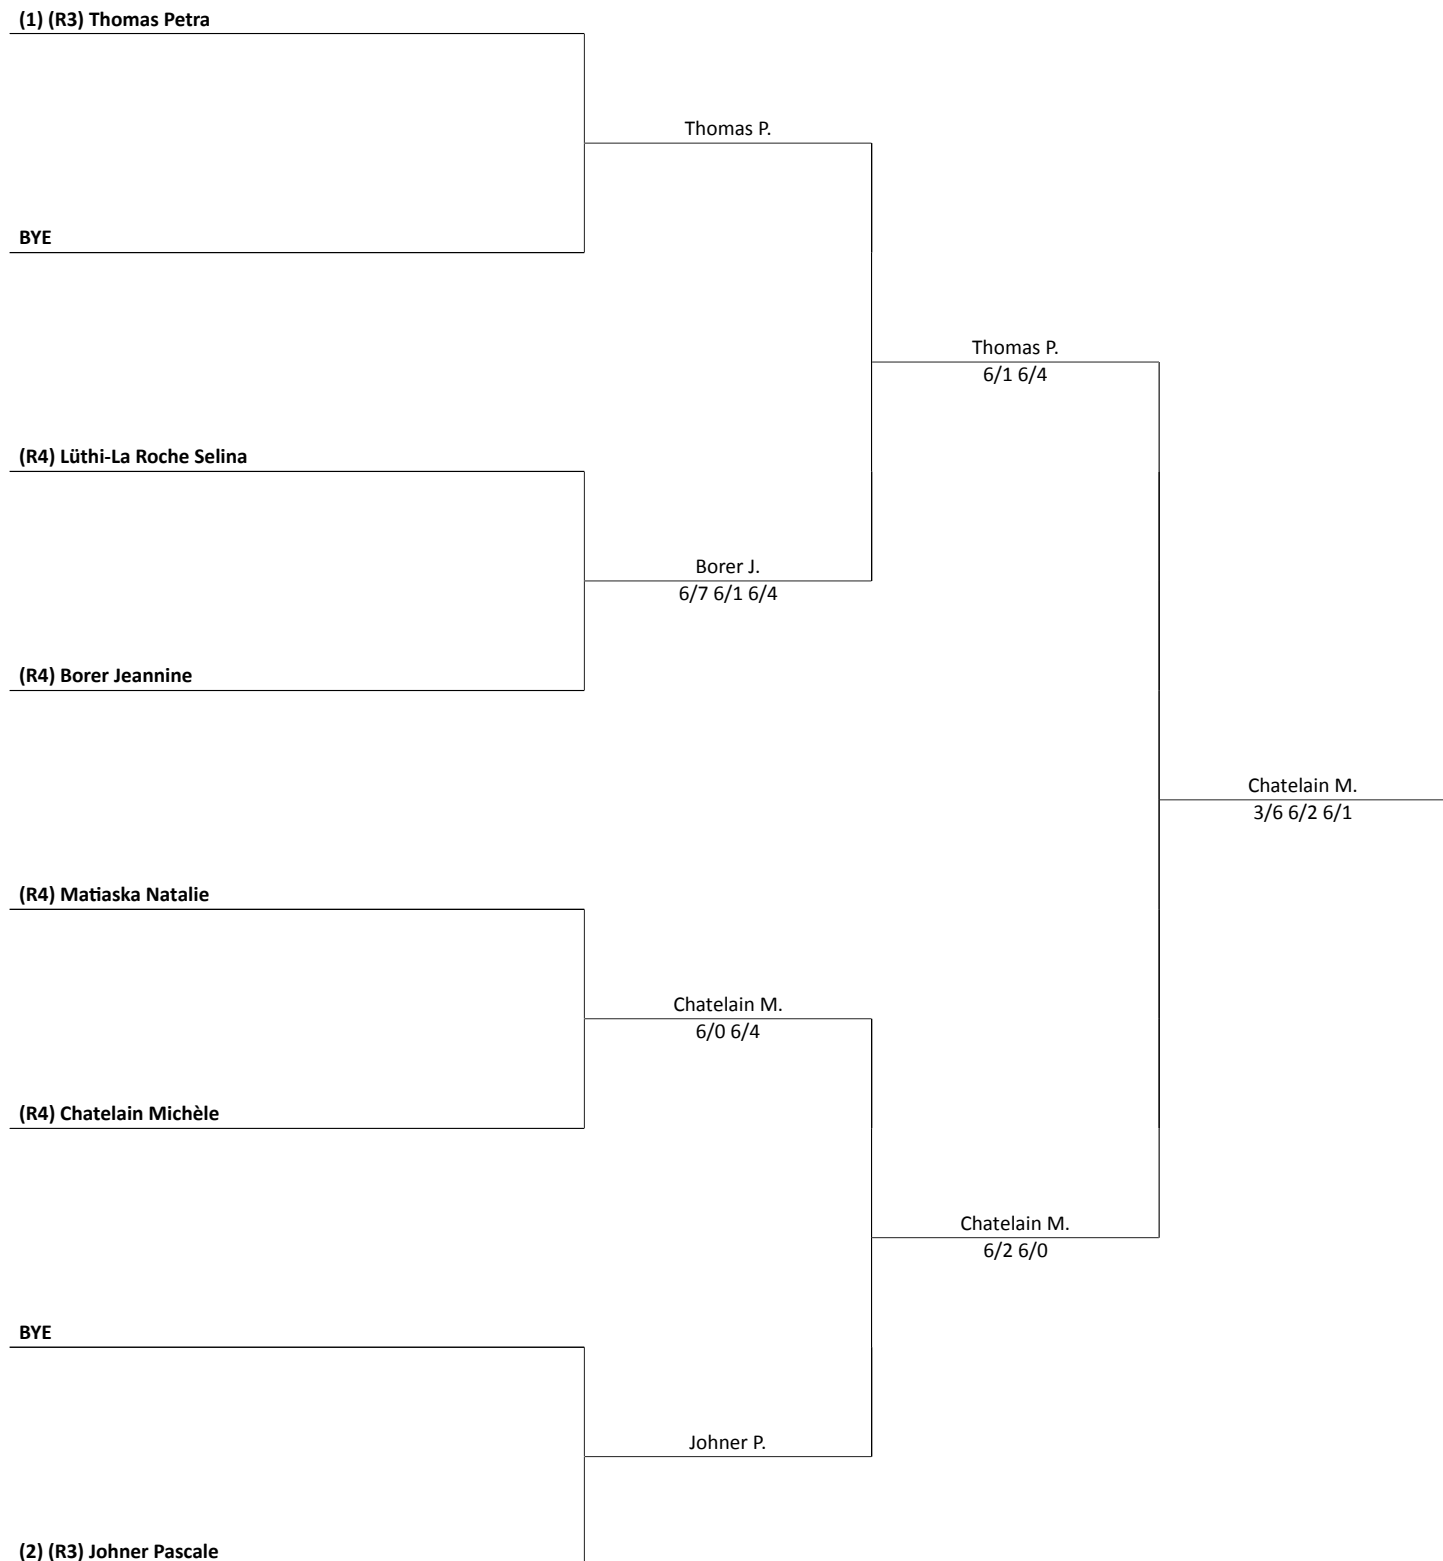 (1) (R3) Thomas Petra
Thomas P.
BYE
Thomas P.
6/1 6/4
(R4) Lüthi-La Roche Selina
Borer J.
6/7 6/1 6/4
(R4) Borer Jeannine
Chatelain M.
3/6 6/2 6/1
(R4) Matiaska Natalie
Chatelain M.
6/0 6/4
(R4) Chatelain Michèle
Chatelain M.
6/2 6/0
BYE
Johner P.
(2) (R3) Johner Pascale